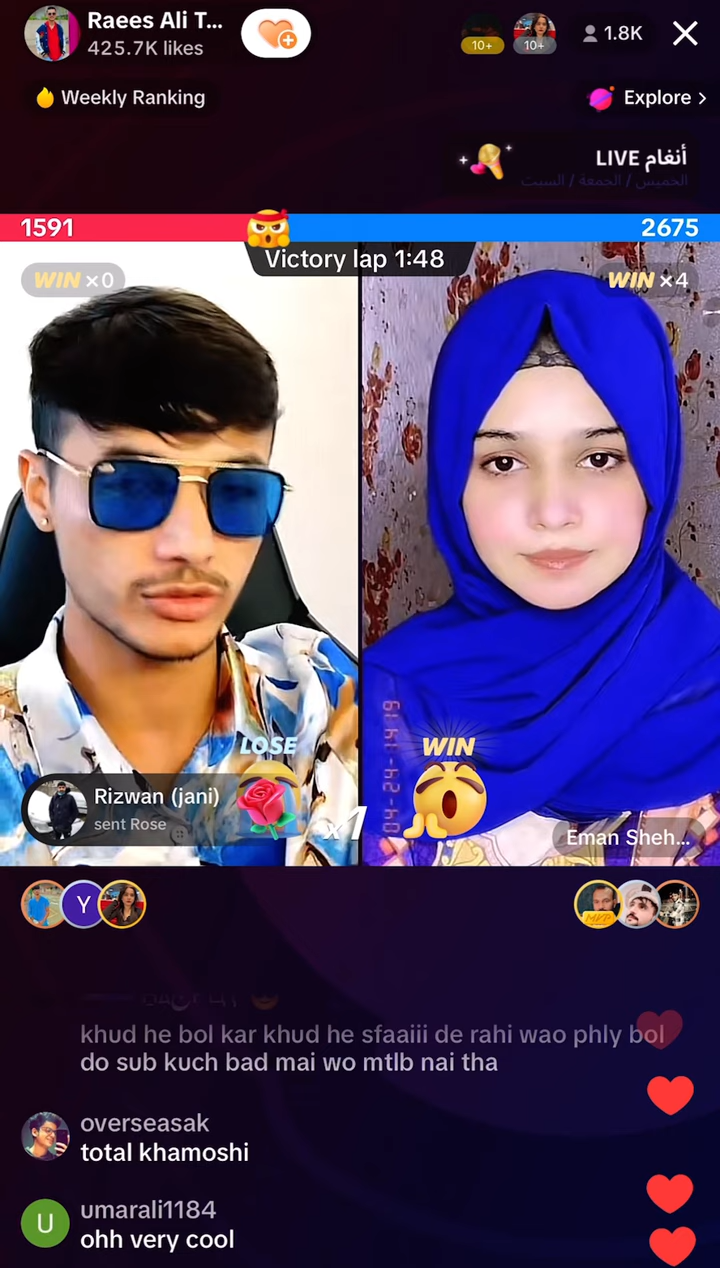 Raees Ali T...
425.7K likes
10+
10+
1.8K
Weekly Ranking
Explore >
أنغام LIVE
الخميس / الجمعة / السبت
1591
2675
Victory lap 1:48
WIN ×0
WIN ×4
LOSE
WIN
Rizwan (jani)
sent Rose
x1
Eman Sheh...
Y
khud he bol kar khud he sfaaiii de rahi wao phly bol
do sub kuch bad mai wo mtlb nai tha
overseasak
total khamoshi
U
umarali1184
ohh very cool